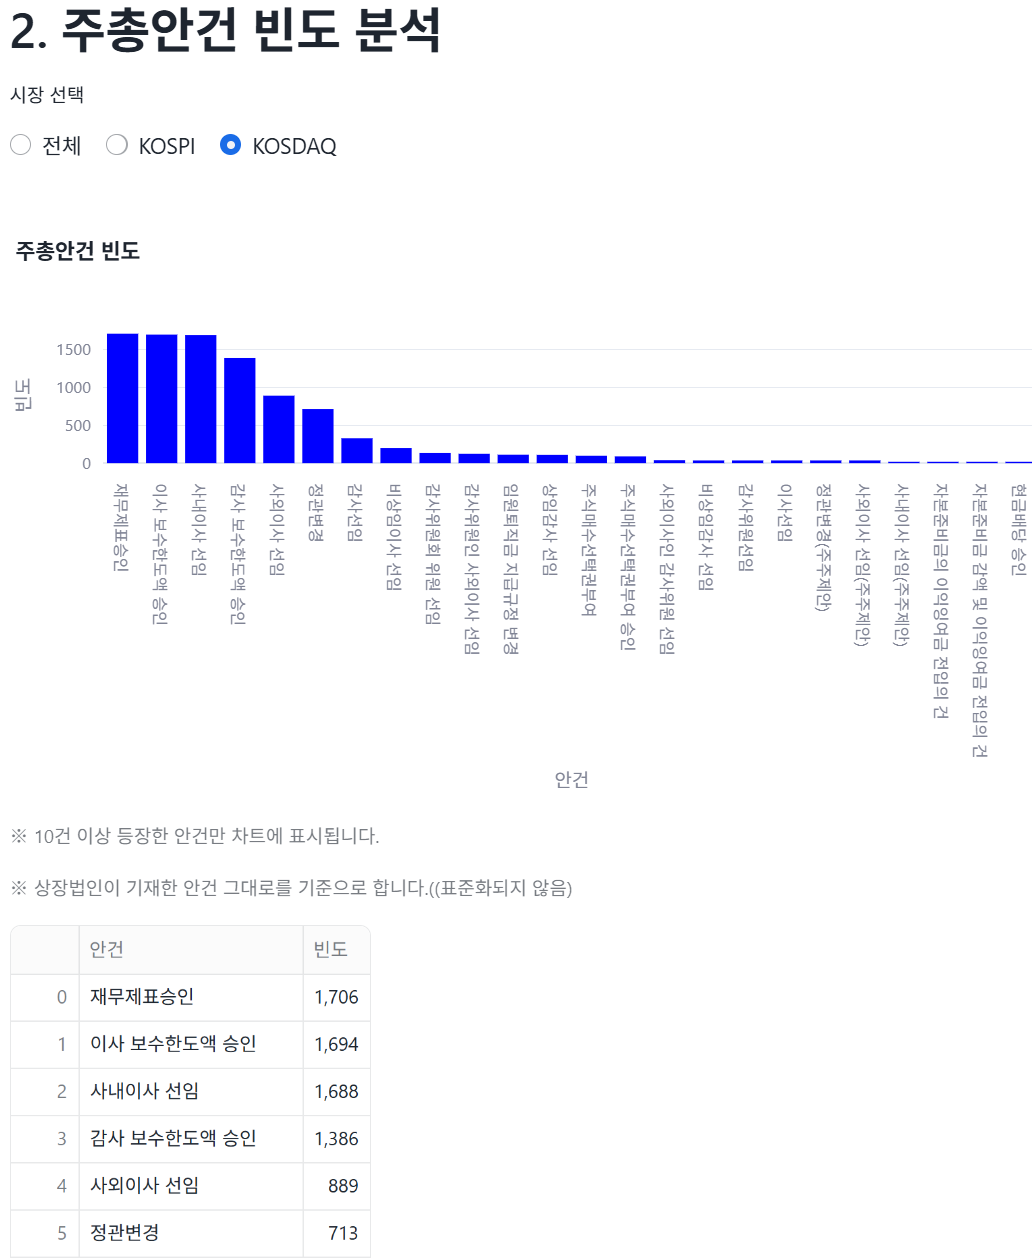 2. 주총안건 빈도 분석
시장 선택
전체 KOSPI KOSDAQ
주총안건 빈도
빈도
1500
1000
500
0
재무제표승인
이사 보수한도액 승인
사내이사 선임
감사 보수한도액 승인
사외이사 선임
정관변경
감사선임
비상임이사 선임
감사위원회 위원 선임
감사위원인 사외이사 선임
임원퇴직금 지급규정 변경
상임감사 선임
주식매수선택권부여
주식매수선택권부여 승인
사외이사인 감사위원 선임
비상임감사 선임
감사위원선임
이사선임
정관변경(주주제안)
사외이사 선임(주주제안)
사내이사 선임(주주제안)
자본준비금의 이익잉여금 전입의 건
자본준비금 감액 및 이익잉여금 전입의 건
현금배당 승인
안건
※ 10건 이상 등장한 안건만 차트에 표시됩니다.
※ 상장법인이 기재한 안건 그대로를 기준으로 합니다.((표준화되지 않음)
안건 빈도
0 재무제표승인 1,706
1 이사 보수한도액 승인 1,694
2 사내이사 선임 1,688
3 감사 보수한도액 승인 1,386
4 사외이사 선임 889
5 정관변경 713